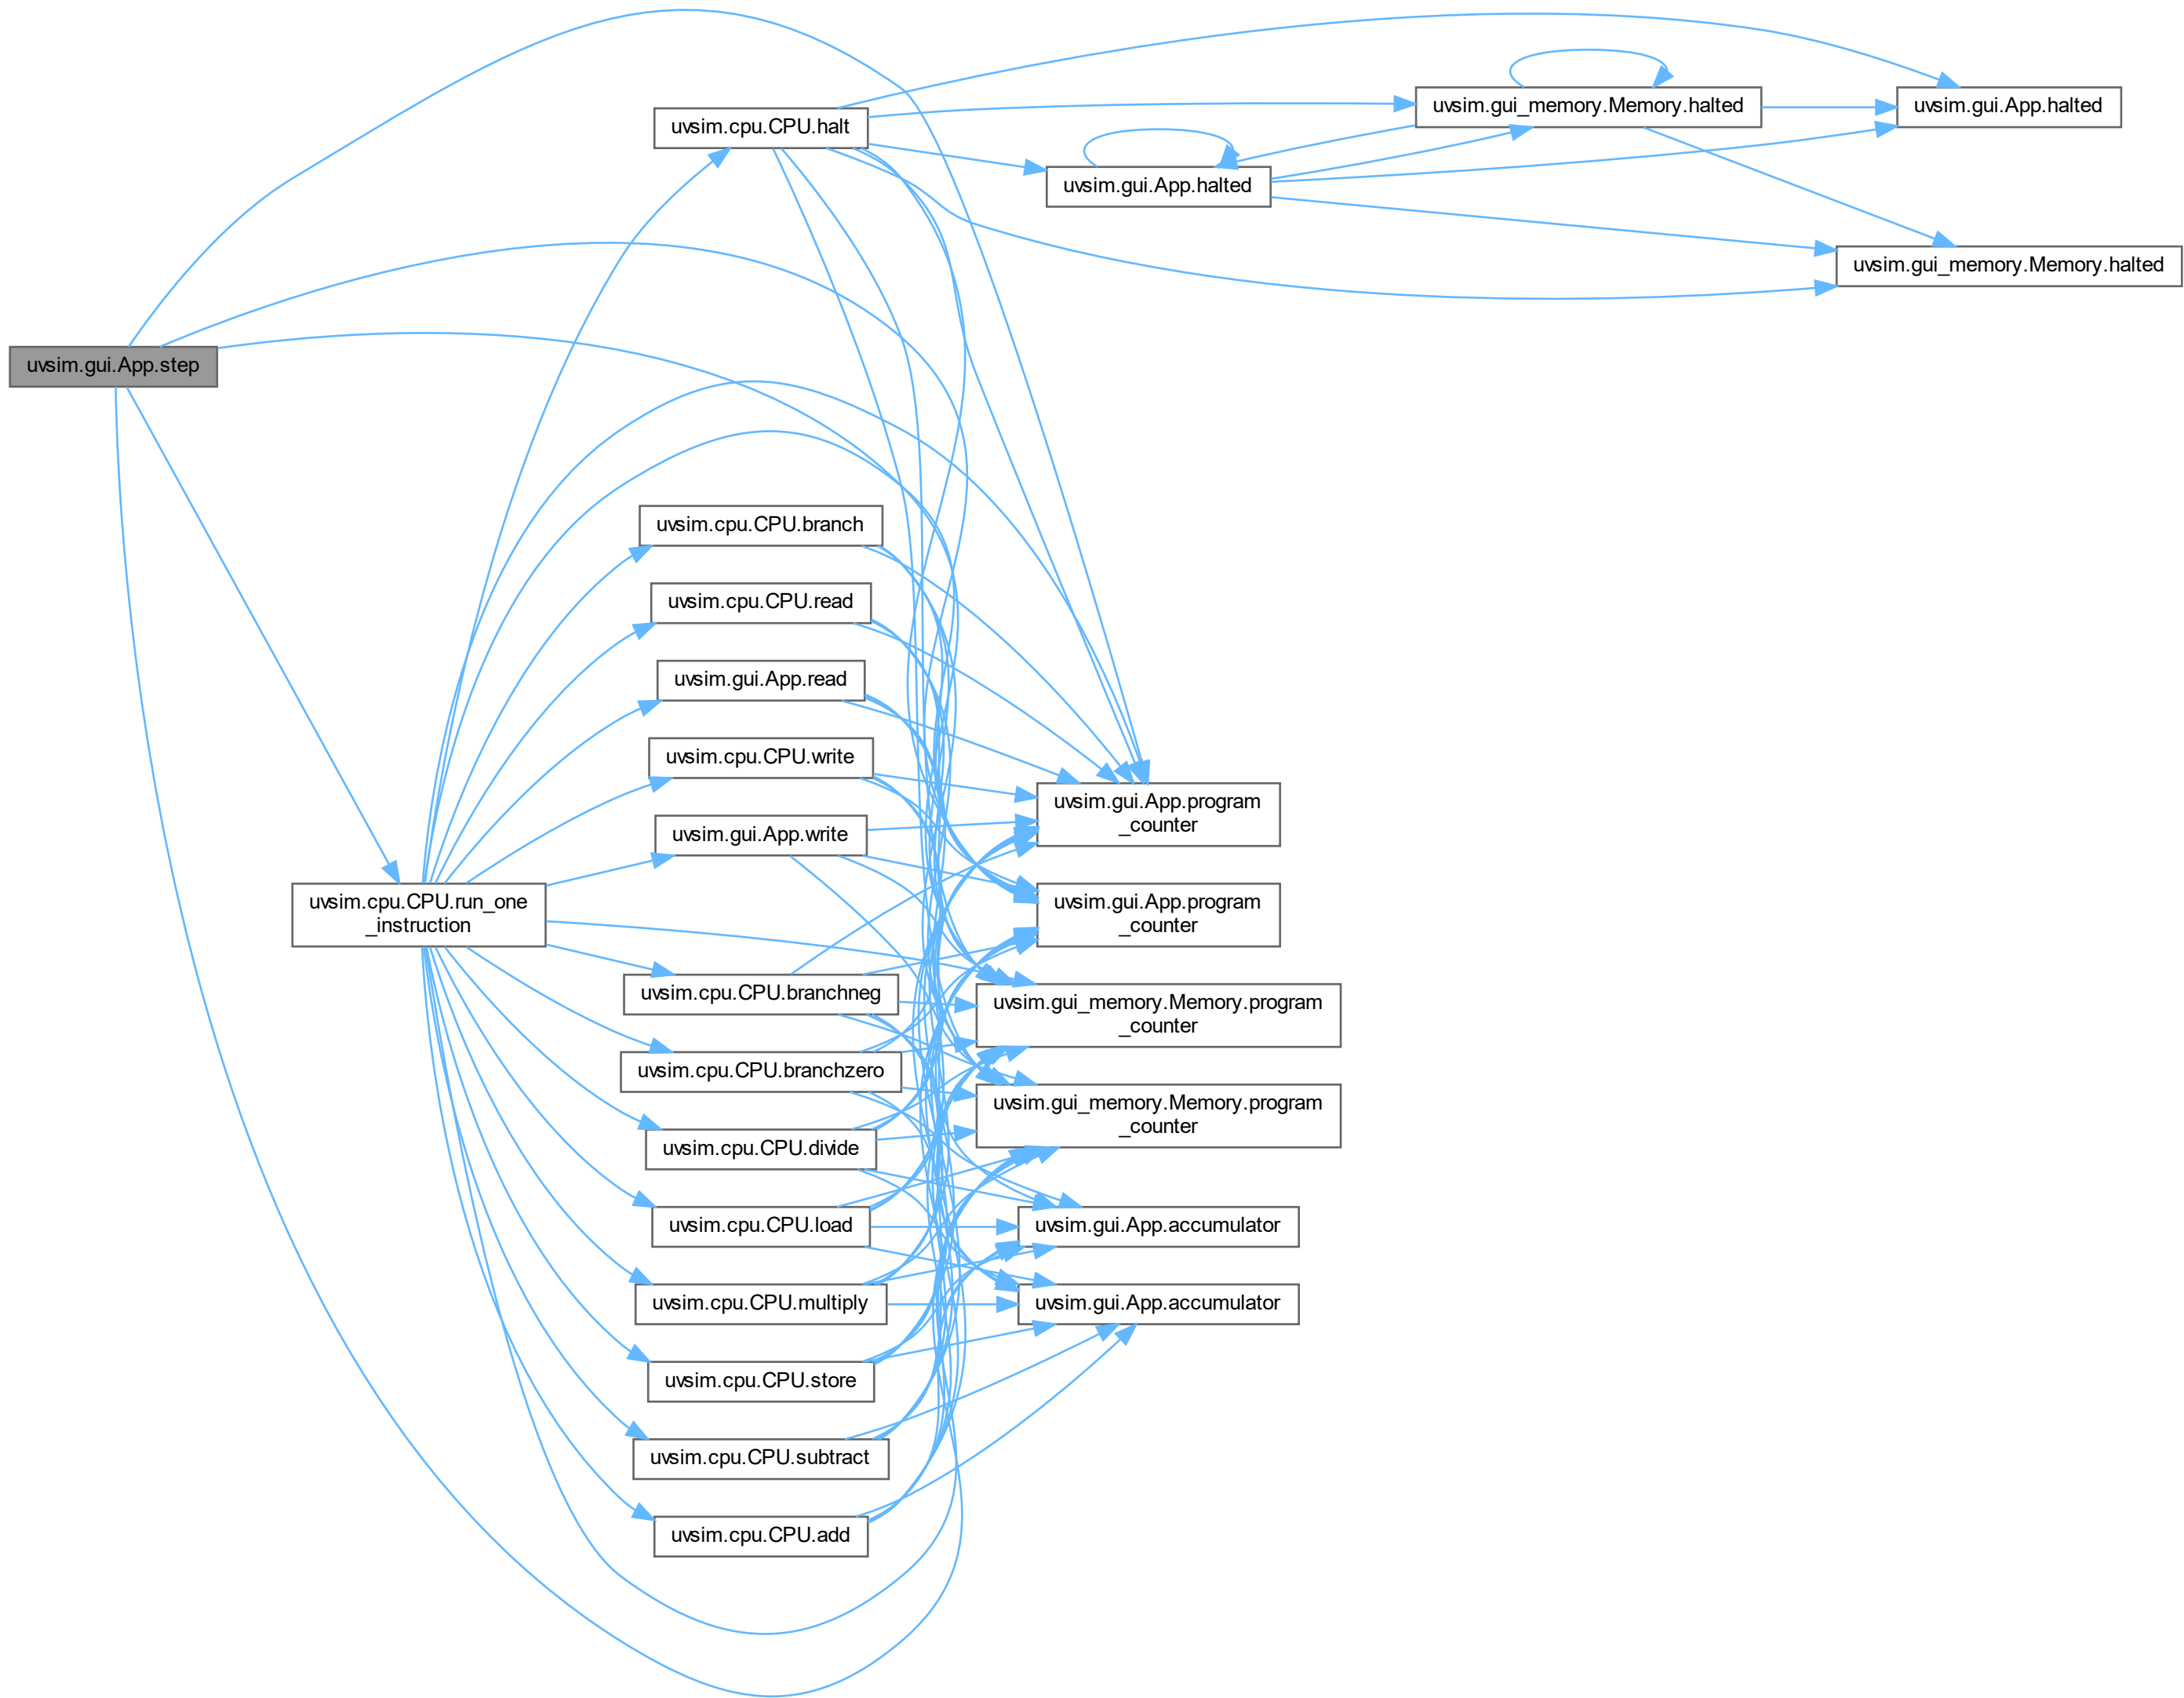 uvsim.gui.App.step
uvsim.cpu.CPU.run_one
_instruction
uvsim.cpu.CPU.halt
uvsim.cpu.CPU.branch
uvsim.cpu.CPU.read
uvsim.gui.App.read
uvsim.cpu.CPU.write
uvsim.gui.App.write
uvsim.cpu.CPU.branchneg
uvsim.cpu.CPU.branchzero
uvsim.cpu.CPU.divide
uvsim.cpu.CPU.load
uvsim.cpu.CPU.multiply
uvsim.cpu.CPU.store
uvsim.cpu.CPU.subtract
uvsim.cpu.CPU.add
uvsim.gui.App.halted
uvsim.gui.App.program
_counter
uvsim.gui.App.program
_counter
uvsim.gui_memory.Memory.program
_counter
uvsim.gui_memory.Memory.program
_counter
uvsim.gui.App.accumulator
uvsim.gui.App.accumulator
uvsim.gui_memory.Memory.halted
uvsim.gui.App.halted
uvsim.gui_memory.Memory.halted